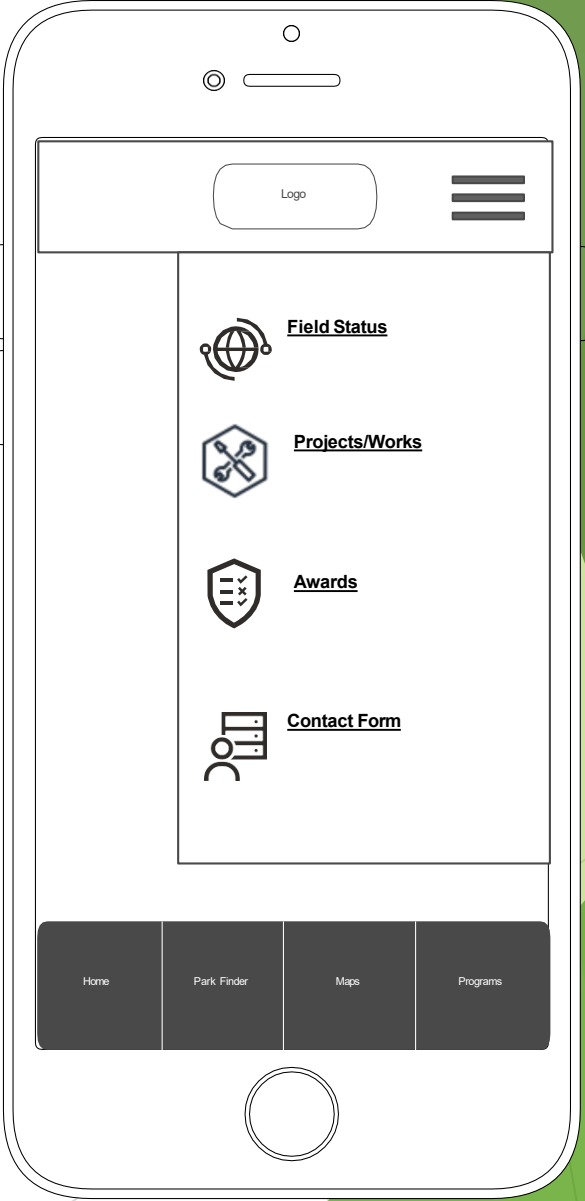 Logo
Field Status
Projects/Works
Awards
Contact Form
Home
Park Finder
Maps
Programs